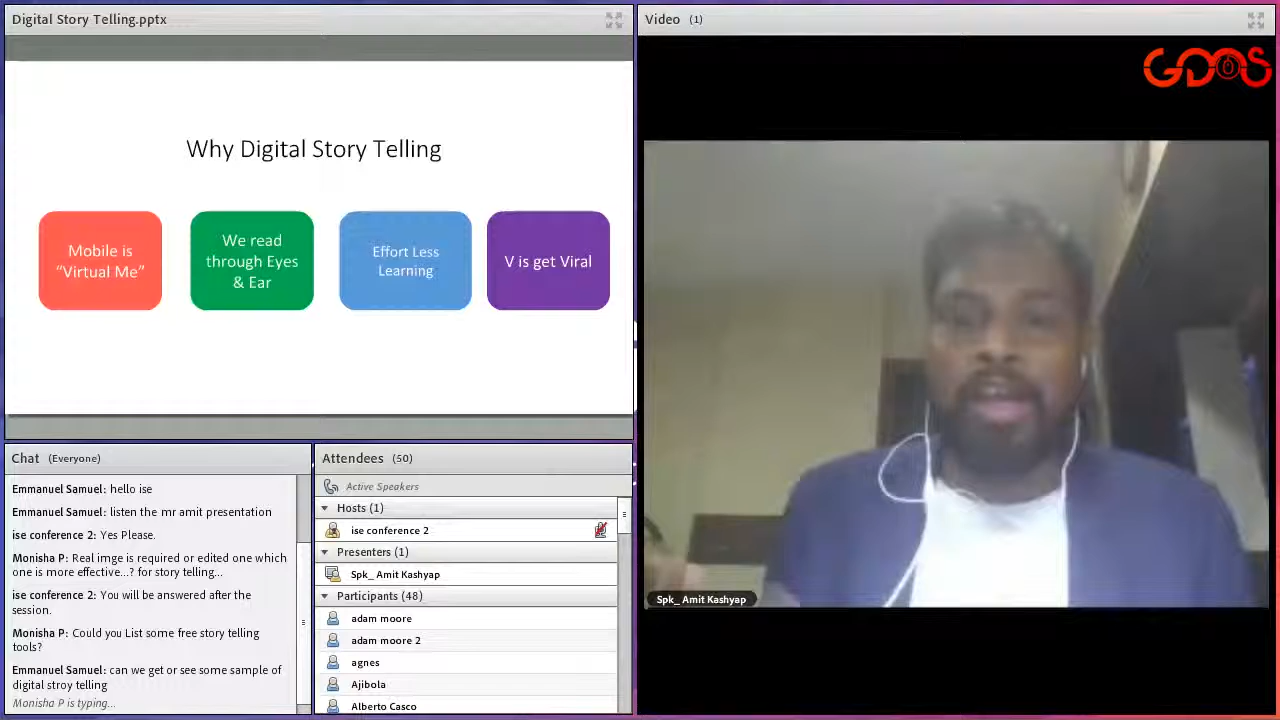 Digital Story Telling.pptx
Why Digital Story Telling
Mobile is
“Virtual Me”
We read
through Eyes
& Ear
Effort Less
Learning
V is get Viral
Chat (Everyone)
Emmanuel Samuel: hello ise
Emmanuel Samuel: listen the mr amit presentation
ise conference 2: Yes Please.
Monisha P: Real imge is required or edited one which
one is more effective...? for story telling...
ise conference 2: You will be answered after the
session.
Monisha P: Could you List some free story telling
tools?
Emmanuel Samuel: can we get or see some sample of
digital stroy telling
Monisha P is typing...
Attendees (50)
Active Speakers
Hosts (1)
ise conference 2
Presenters (1)
Spk_ Amit Kashyap
Participants (48)
adam moore
adam moore 2
agnes
Ajibola
Alberto Casco
Video (1)
GDOS
Spk_ Amit Kashyap